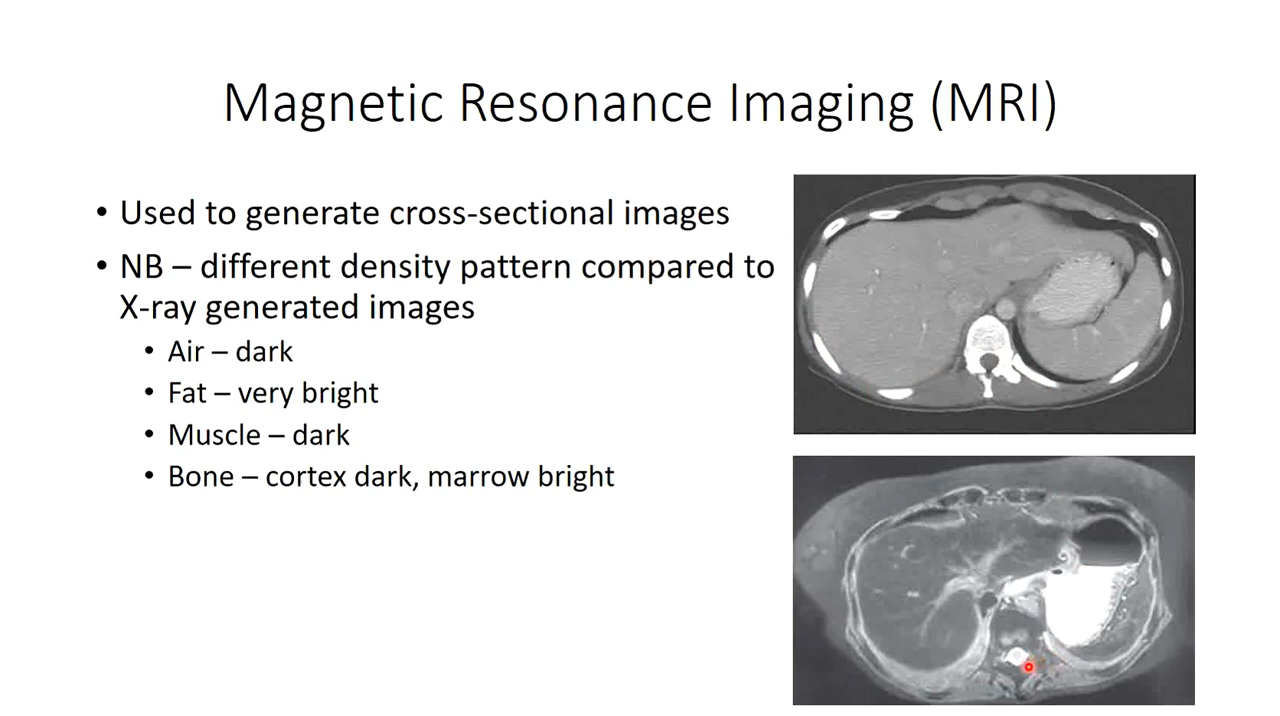 Magnetic Resonance Imaging (MRI)
• Used to generate cross-sectional images
• NB – different density pattern compared to
X-ray generated images
• Air – dark
• Fat – very bright
• Muscle – dark
• Bone – cortex dark, marrow bright